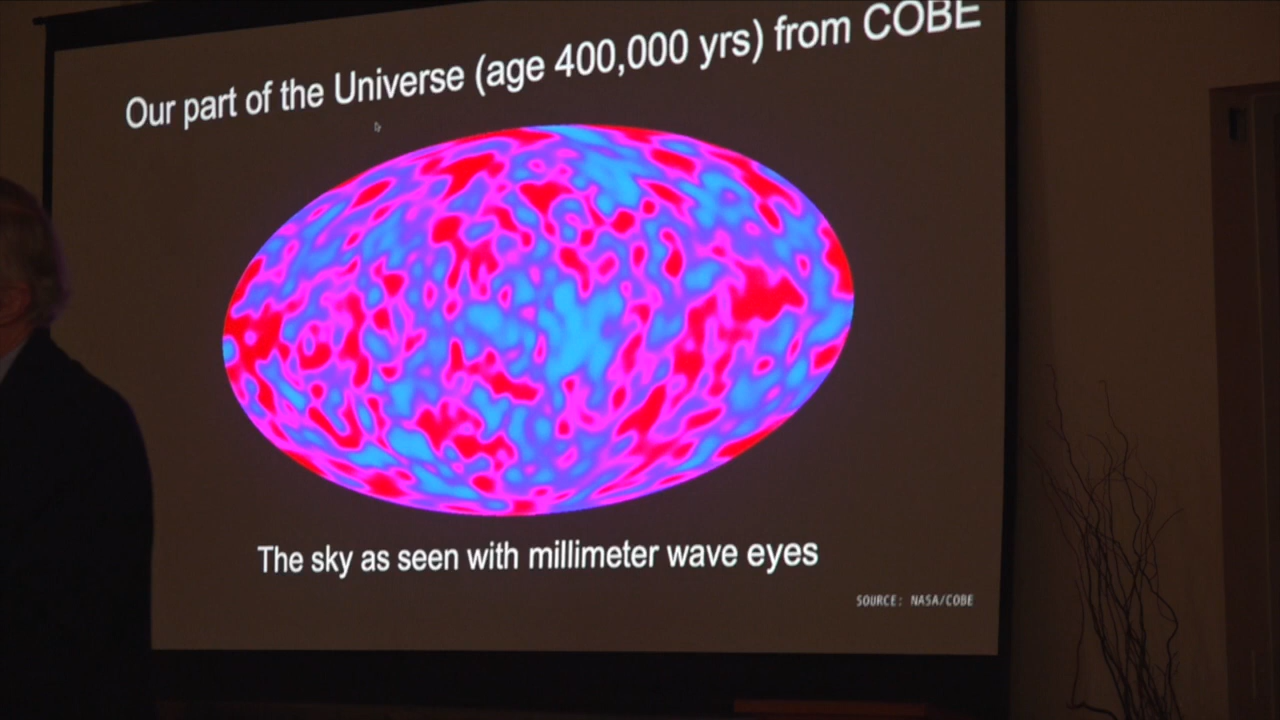 Our part of the Universe (age 400,000 yrs) from COBE
The sky as seen with millimeter wave eyes
SOURCE: NASA/COBE